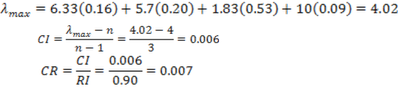 λmax = 6.33(0.16) + 5.7(0.20) + 1.83(0.53) + 10(0.09) = 4.02
CI = (λmax − n)/(n − 1) = (4.02 − 4)/3 = 0.006
CR = CI/RI = 0.006/0.90 = 0.007